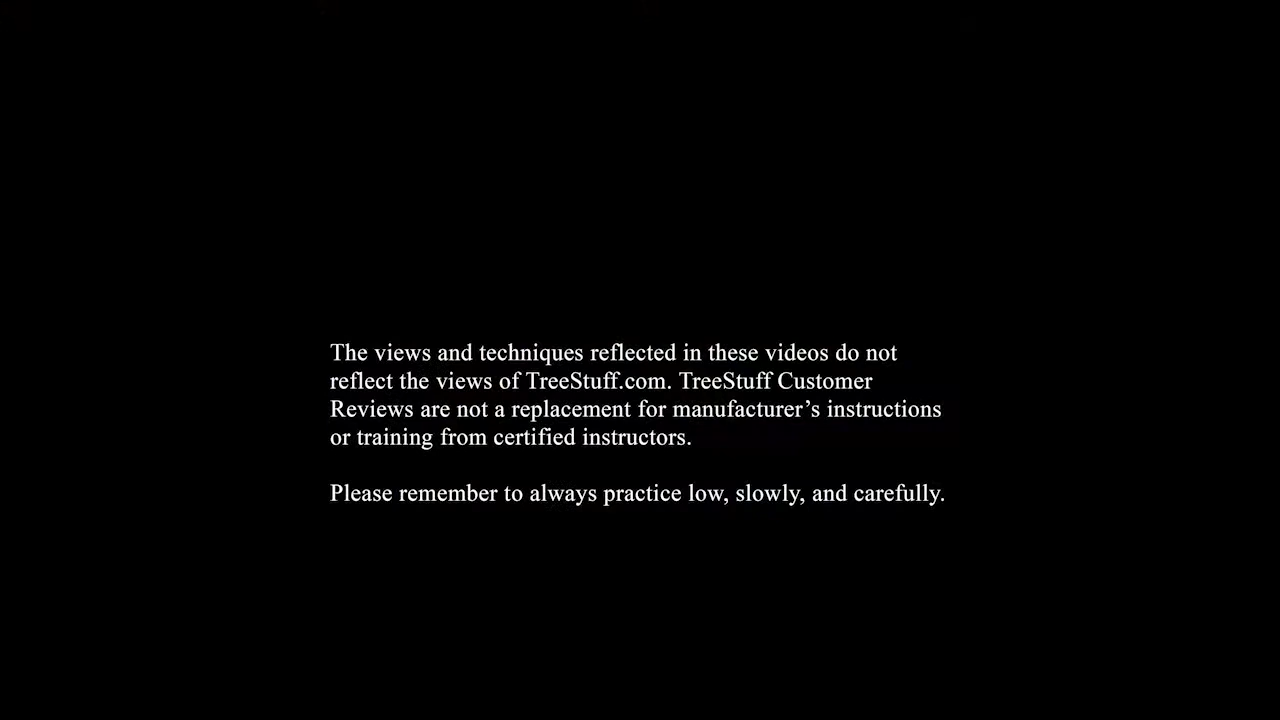 The views and techniques reflected in these videos do not
reflect the views of TreeStuff.com. TreeStuff Customer
Reviews are not a replacement for manufacturer’s instructions
or training from certified instructors.
Please remember to always practice low, slowly, and carefully.